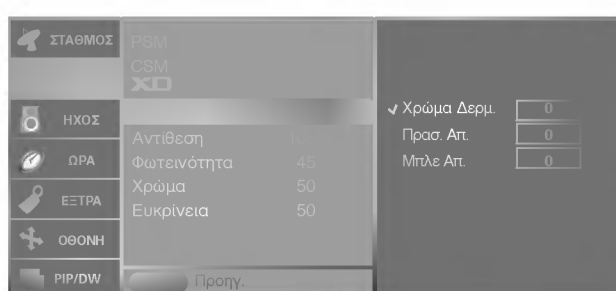 ΣΤΑΘΜΟΣ
ΗΧΟΣ
ΩΡΑ
ΕΞΤΡΑ
ΟΘΟΝΗ
PIP/DW
PSM
CSM
XD
Αντίθεση
Φωτεινότητα 45
Χρώμα 50
Ευκρίνεια 50
Προηγ.
Χρώμα Δερμ. 0
Πρασ. Απ. 0
Μπλε Απ. 0